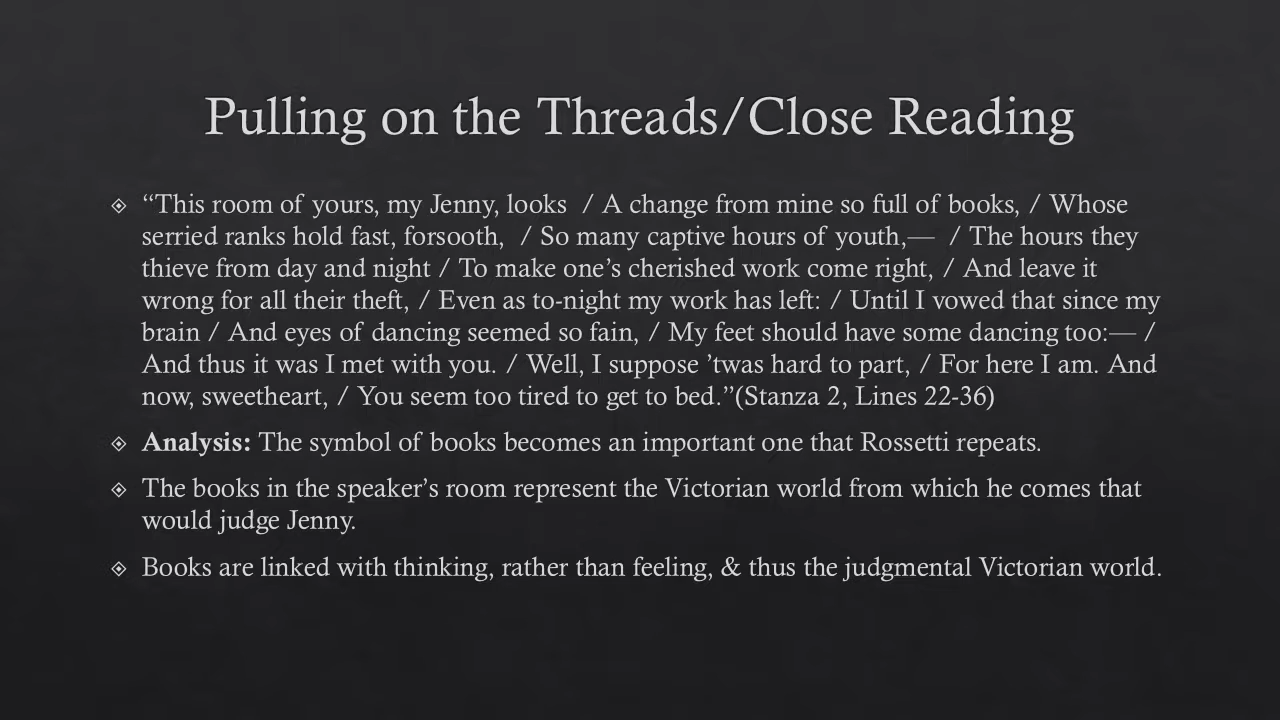 Pulling on the Threads/Close Reading
“This room of yours, my Jenny, looks  / A change from mine so full of books, / Whose
serried ranks hold fast, forsooth,  / So many captive hours of youth,—  / The hours they
thieve from day and night / To make one’s cherished work come right, / And leave it
wrong for all their theft, / Even as to-night my work has left: / Until I vowed that since my
brain / And eyes of dancing seemed so fain, / My feet should have some dancing too:— /
And thus it was I met with you. / Well, I suppose ’twas hard to part, / For here I am. And
now, sweetheart, / You seem too tired to get to bed.”(Stanza 2, Lines 22-36)
Analysis: The symbol of books becomes an important one that Rossetti repeats.
The books in the speaker’s room represent the Victorian world from which he comes that
would judge Jenny.
Books are linked with thinking, rather than feeling, & thus the judgmental Victorian world.